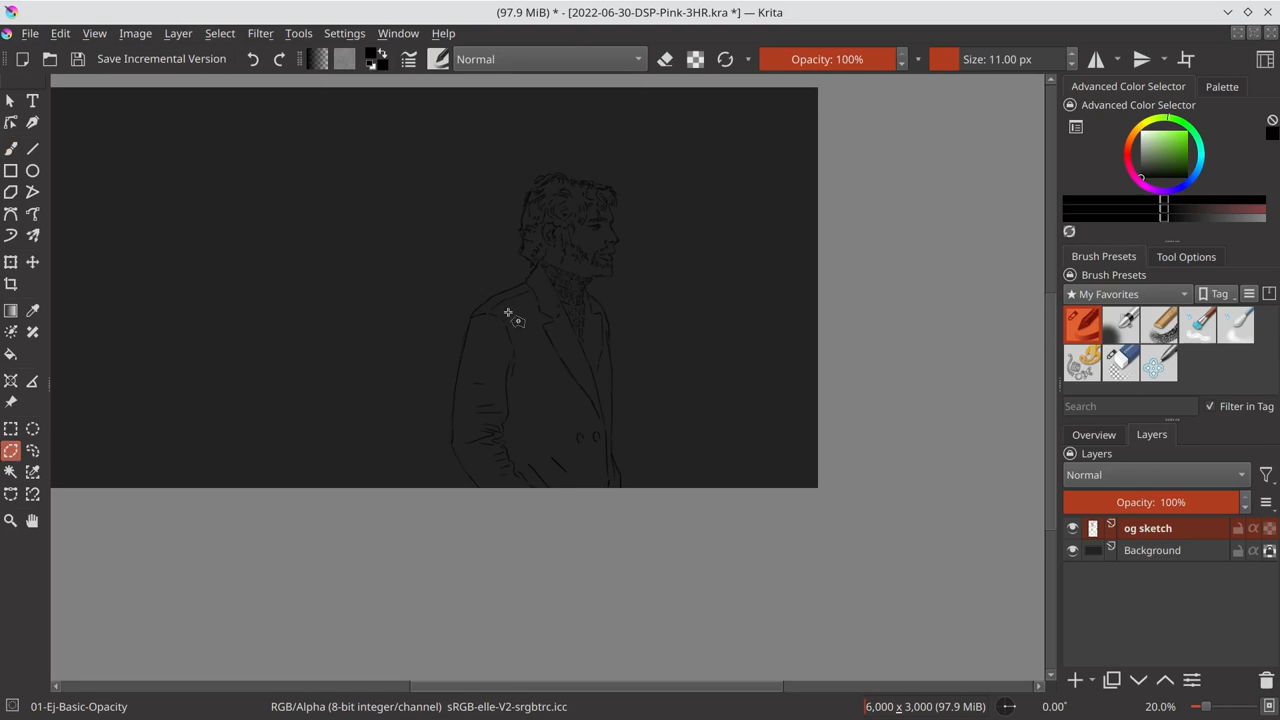 (97.9 MiB) * - [2022-06-30-DSP-Pink-3HR.kra *] — Krita
File Edit View Image Layer Select Filter Tools Settings Window Help
Save Incremental Version
Normal
Opacity: 100%
Size: 11.00 px
Advanced Color Selector
Palette
Advanced Color Selector
Brush Presets
Tool Options
Brush Presets
★ My Favorites
Tag
Search
Filter in Tag
Overview
Layers
Layers
Normal
Opacity: 100%
og sketch
Background
01-Ej-Basic-Opacity
RGB/Alpha (8-bit integer/channel) sRGB-elle-V2-srgbtrc.icc
6,000 x 3,000 (97.9 MiB)
0.00°
20.0%